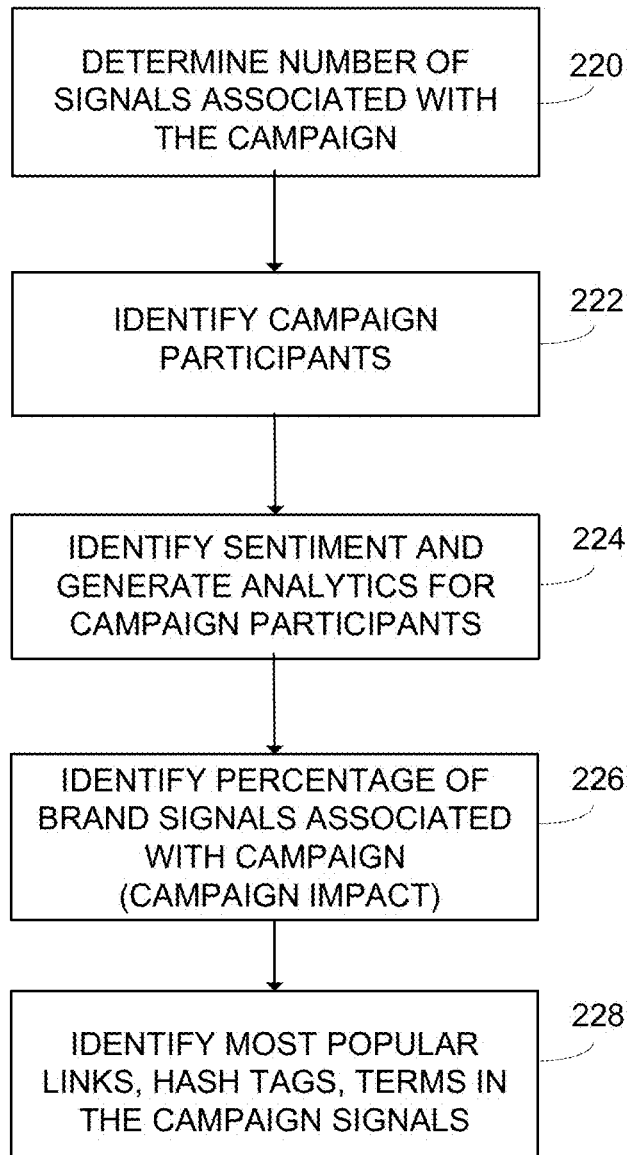 DETERMINE NUMBER OF
SIGNALS ASSOCIATED WITH
THE CAMPAIGN
220
IDENTIFY CAMPAIGN
PARTICIPANTS
222
IDENTIFY SENTIMENT AND
GENERATE ANALYTICS FOR
CAMPAIGN PARTICIPANTS
224
IDENTIFY PERCENTAGE OF
BRAND SIGNALS ASSOCIATED
WITH CAMPAIGN
(CAMPAIGN IMPACT)
226
IDENTIFY MOST POPULAR
LINKS, HASH TAGS, TERMS IN
THE CAMPAIGN SIGNALS
228